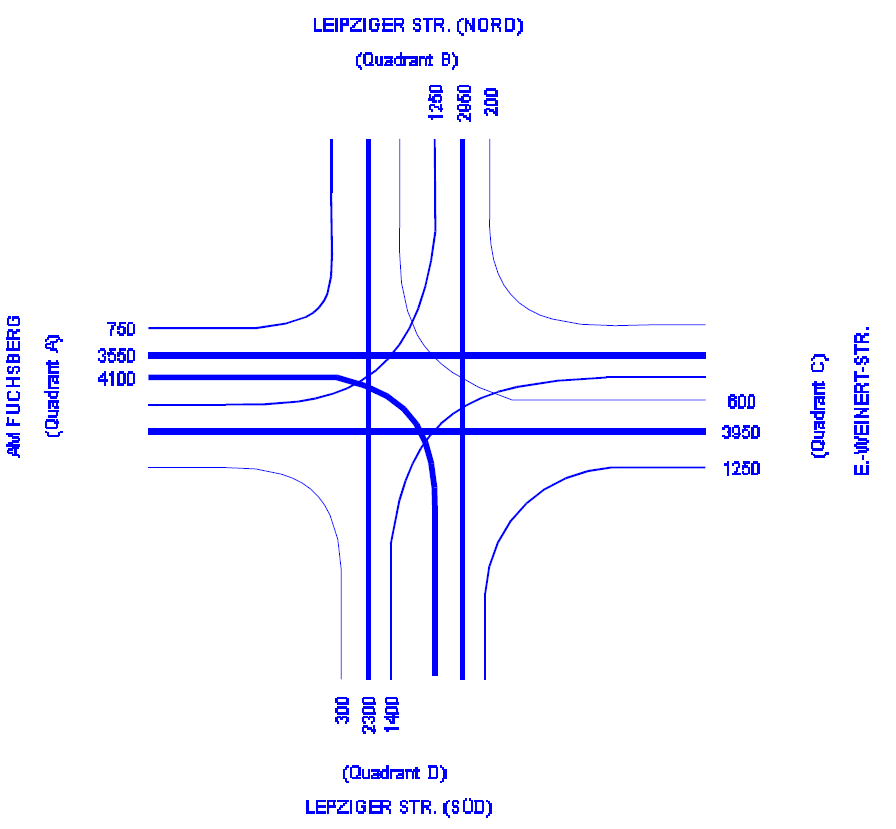 LEIPZIGER STR. (NORD)
(Quadrant B)
1250
2950
200
AM FUCHSBERG
(Quadrant A)
750
3550
4100
600
3950
1250
(Quadrant C)
E.-WEINERT-STR.
300
2300
1400
(Quadrant D)
LEPZIGER STR. (SÜD)